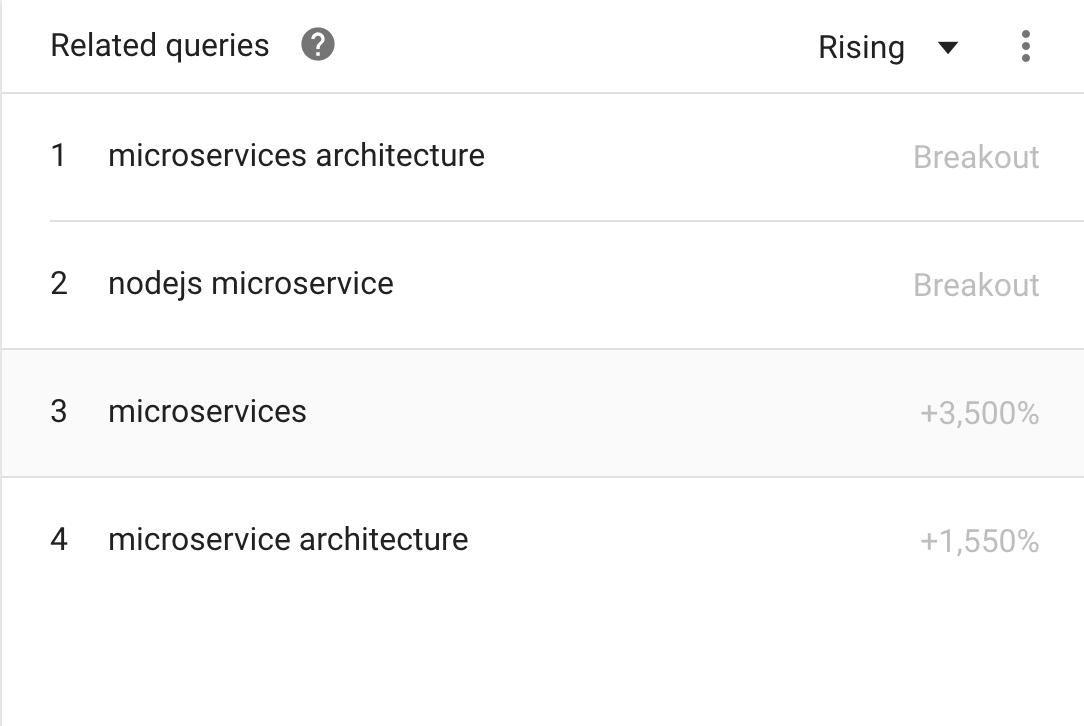 Related queries ? Rising
1 microservices architecture Breakout
2 nodejs microservice Breakout
3 microservices +3,500%
4 microservice architecture +1,550%